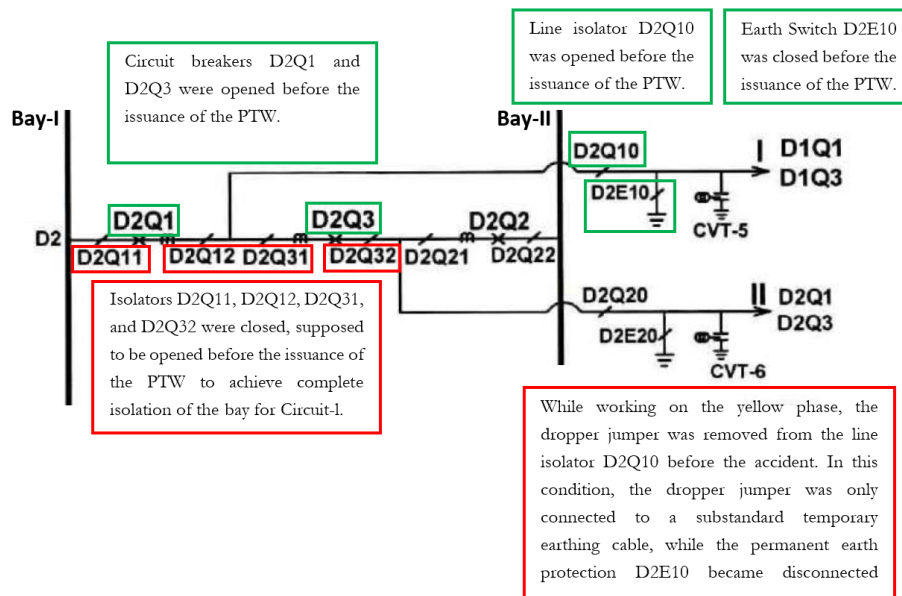 Line isolator D2Q10
was opened before the
issuance of the PTW.
Earth Switch D2E10
was closed before the
issuance of the PTW.
Circuit breakers D2Q1 and
D2Q3 were opened before the
issuance of the PTW.
Bay-I
Bay-II
D2Q10
I D1Q1
D1Q3
D2E10
CVT-5
D2
D2Q1
D2Q3
D2Q2
D2Q11
D2Q12
D2Q31
D2Q32
D2Q21
D2Q22
Isolators D2Q11, D2Q12, D2Q31,
and D2Q32 were closed, supposed
to be opened before the issuance of
the PTW to achieve complete
isolation of the bay for Circuit-l.
D2Q20
II D2Q1
D2Q3
D2E20
CVT-6
While working on the yellow phase, the
dropper jumper was removed from the line
isolator D2Q10 before the accident. In this
condition, the dropper jumper was only
connected to a substandard temporary
earthing cable, while the permanent earth
protection D2E10 became disconnected